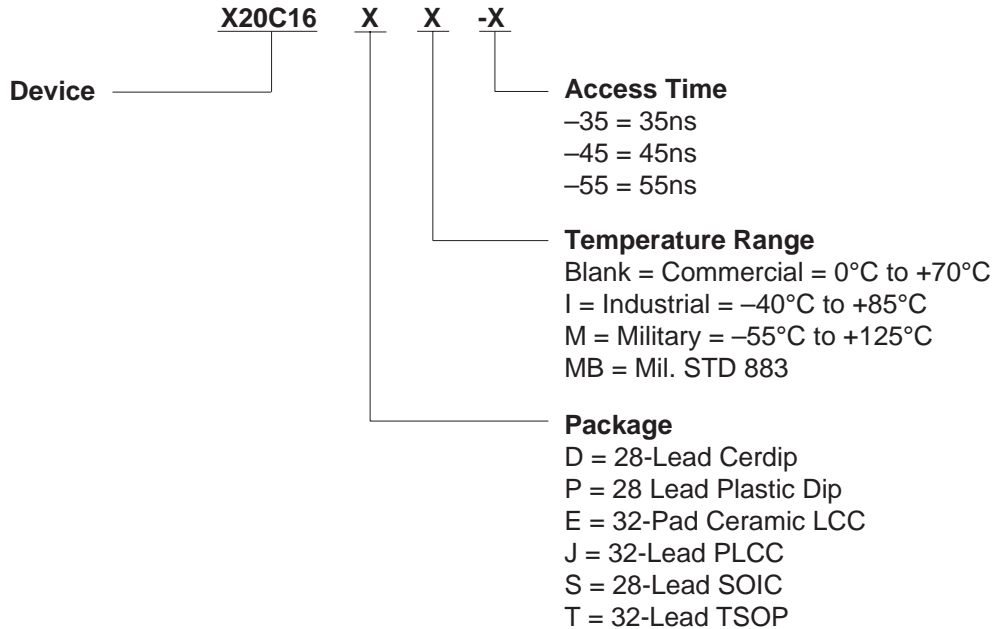 X20C16 X X -X
Device
Access Time
–35 = 35ns
–45 = 45ns
–55 = 55ns
Temperature Range
Blank = Commercial = 0°C to +70°C
I = Industrial = –40°C to +85°C
M = Military = –55°C to +125°C
MB = Mil. STD 883
Package
D = 28-Lead Cerdip
P = 28 Lead Plastic Dip
E = 32-Pad Ceramic LCC
J = 32-Lead PLCC
S = 28-Lead SOIC
T = 32-Lead TSOP